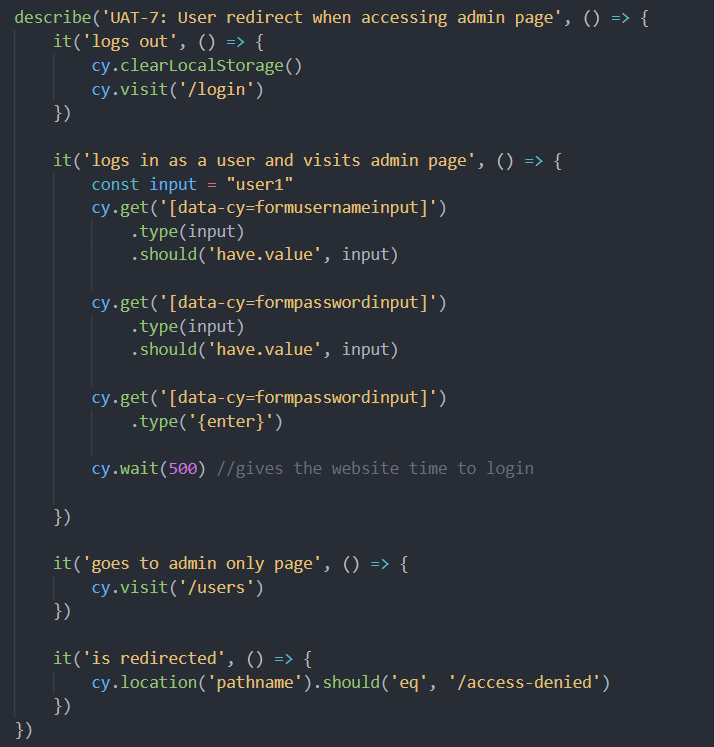 describe('UAT-7: User redirect when accessing admin page', () => {
    it('logs out', () => {
        cy.clearLocalStorage()
        cy.visit('/login')
    })

    it('logs in as a user and visits admin page', () => {
        const input = "user1"
        cy.get('[data-cy=formusernameinput]')
            .type(input)
            .should('have.value', input)

        cy.get('[data-cy=formpasswordinput]')
            .type(input)
            .should('have.value', input)

        cy.get('[data-cy=formpasswordinput]')
            .type('{enter}')

        cy.wait(500) //gives the website time to login

    })

    it('goes to admin only page', () => {
        cy.visit('/users')
    })

    it('is redirected', () => {
        cy.location('pathname').should('eq', '/access-denied')
    })
})